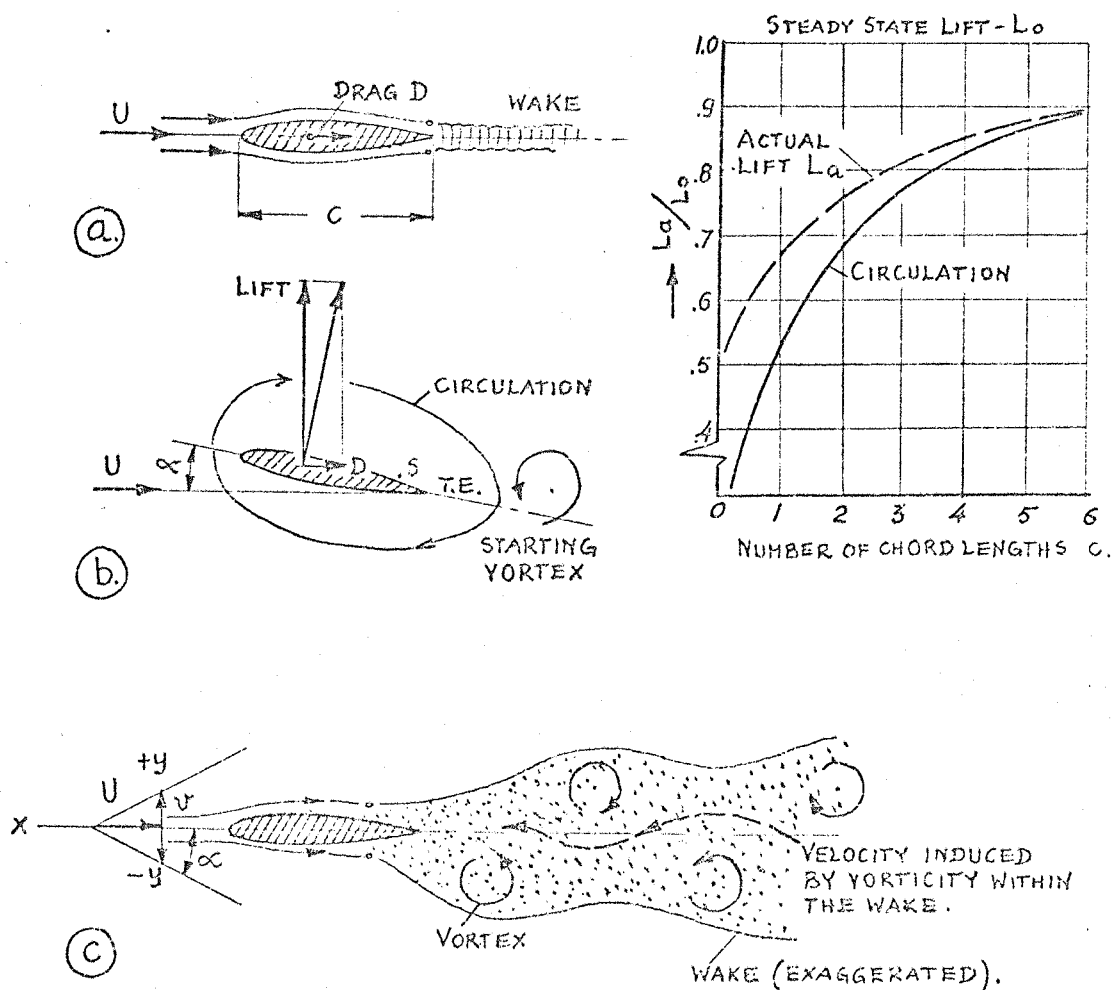 U
DRAG D
WAKE
C
a.
LIFT
CIRCULATION
α
U
D
S
T.E.
STARTING
VORTEX
b.
STEADY STATE LIFT - Lo
1.0
.9
.8
.7
.6
.5
.4
La/Lo
ACTUAL
LIFT La
CIRCULATION
0 1 2 3 4 5 6
NUMBER OF CHORD LENGTHS C.
+y
U
v
X
α
-y
VELOCITY INDUCED
BY VORTICITY WITHIN
THE WAKE.
VORTEX
WAKE (EXAGGERATED).
c